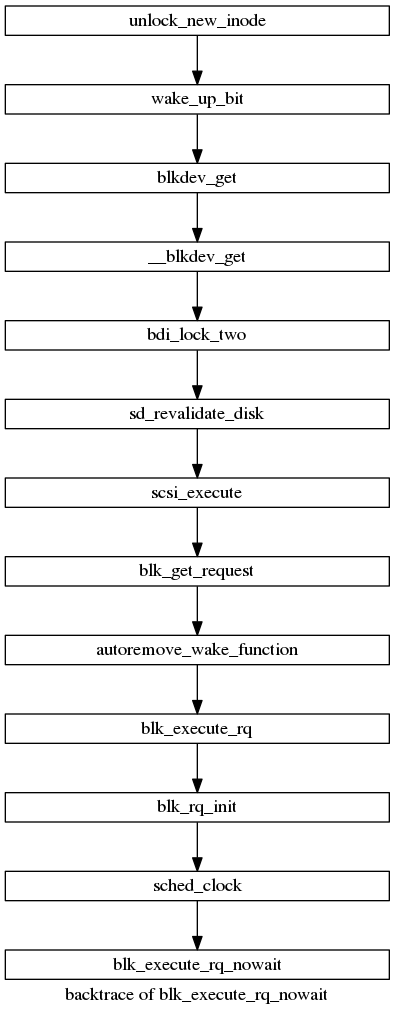 unlock_new_inode
wake_up_bit
blkdev_get
__blkdev_get
bdi_lock_two
sd_revalidate_disk
scsi_execute
blk_get_request
autoremove_wake_function
blk_execute_rq
blk_rq_init
sched_clock
blk_execute_rq_nowait
backtrace of blk_execute_rq_nowait